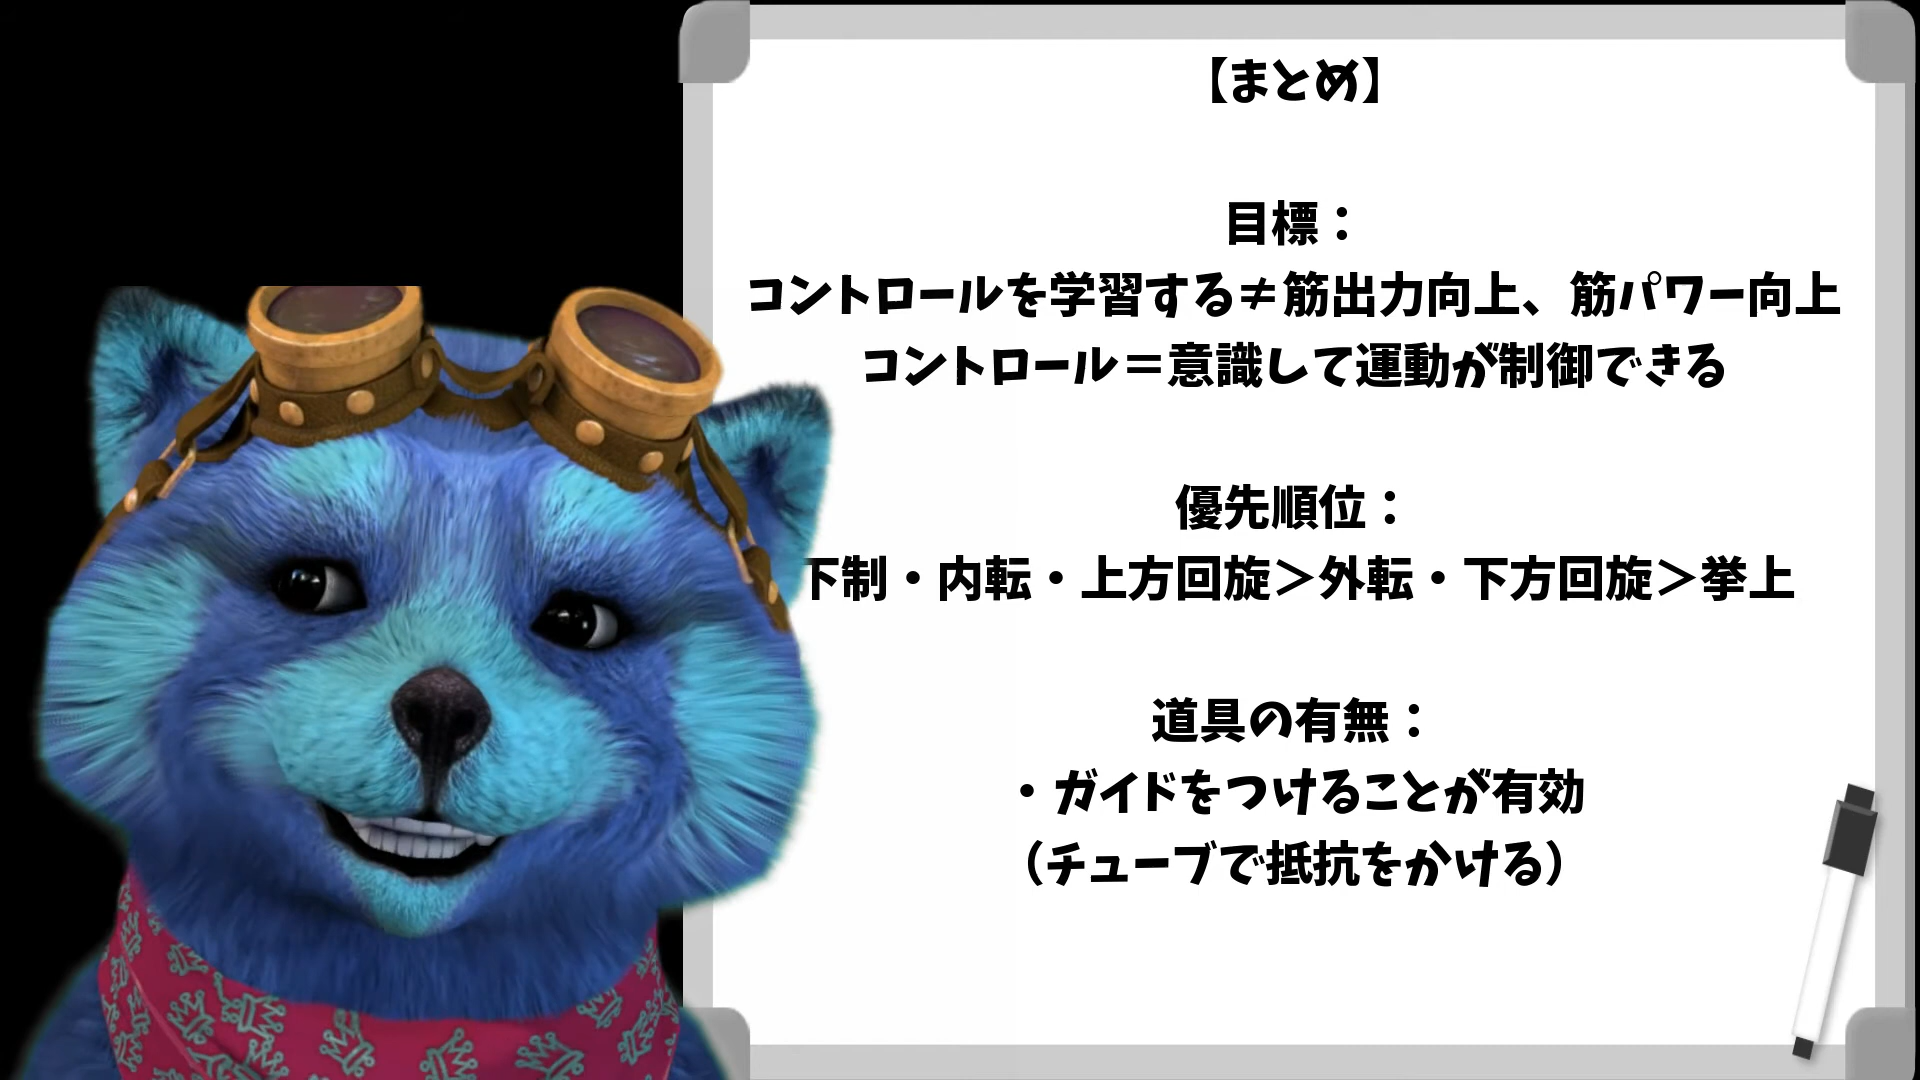 【まとめ】
目標：
コントロールを学習する≠筋出力向上、筋パワー向上
コントロール＝意識して運動が制御できる
優先順位：
下制・内転・上方回旋＞外転・下方回旋＞挙上
道具の有無：
・ガイドをつけることが有効
（チューブで抵抗をかける）